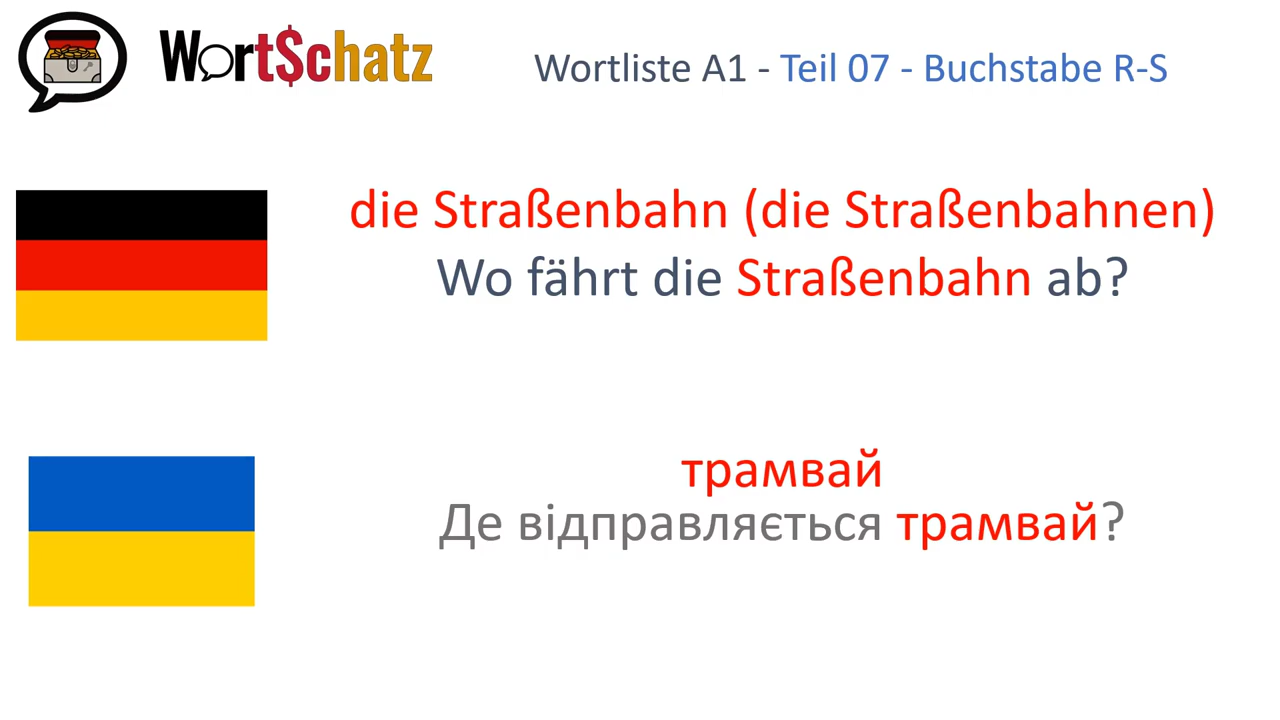 Wort$chatz
Wortliste A1 - Teil 07 - Buchstabe R-S
die Straßenbahn (die Straßenbahnen)
Wo fährt die Straßenbahn ab?
трамвай
Де відправляється трамвай?